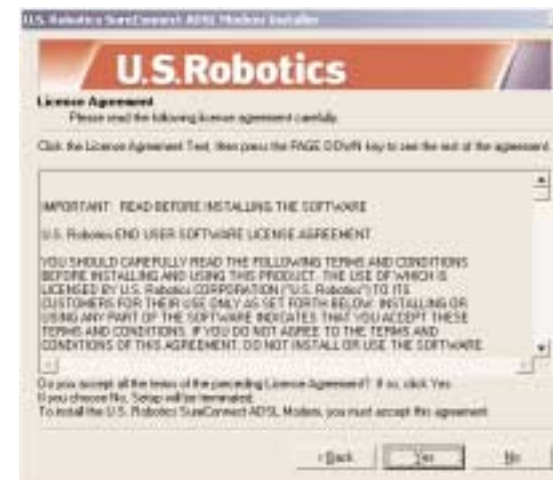 U.S. Robotics SureConnect ADSL Modem Installer
U.S.Robotics
License Agreement
Please read the following license agreement carefully.
Click the License Agreement Text, then press the PAGE DOWN key to see the rest of the agreement.
IMPORTANT: READ BEFORE INSTALLING THE SOFTWARE
U.S. Robotics END USER SOFTWARE LICENSE AGREEMENT
YOU SHOULD CAREFULLY READ THE FOLLOWING TERMS AND CONDITIONS
BEFORE INSTALLING AND USING THIS PRODUCT. THE USE OF WHICH IS
LICENSED BY U.S. Robotics CORPORATION ("U.S. Robotics") TO ITS
CUSTOMERS FOR THEIR USE ONLY AS SET FORTH BELOW. INSTALLING OR
USING ANY PART OF THE SOFTWARE INDICATES THAT YOU ACCEPT THESE
TERMS AND CONDITIONS. IF YOU DO NOT AGREE TO THE TERMS AND
CONDITIONS OF THIS AGREEMENT, DO NOT INSTALL OR USE THE SOFTWARE
Do you accept all the terms of the preceding License Agreement? If so, click Yes
If you choose No, Setup will be terminated.
To install the U.S. Robotics SureConnect ADSL Modem, you must accept this agreement
< Back
Yes
No